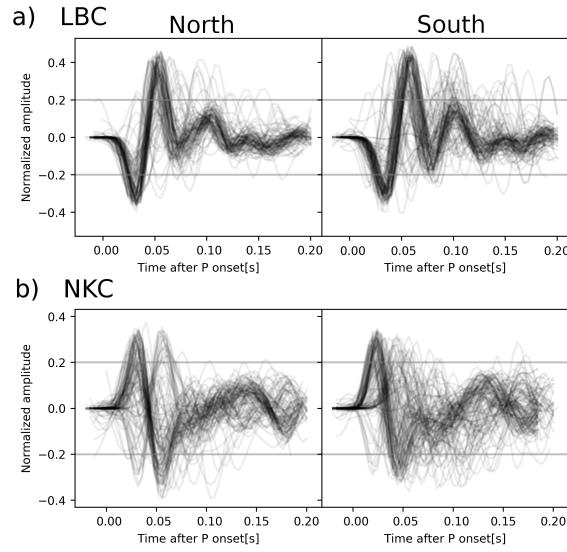 a) LBC
North South
Normalized amplitude
0.4
0.2
0.0
−0.2
−0.4
0.00 0.05 0.10 0.15 0.20 0.00 0.05 0.10 0.15 0.20
Time after P onset[s] Time after P onset[s]
b) NKC
Normalized amplitude
0.4
0.2
0.0
−0.2
−0.4
0.00 0.05 0.10 0.15 0.20 0.00 0.05 0.10 0.15 0.20
Time after P onset[s] Time after P onset[s]